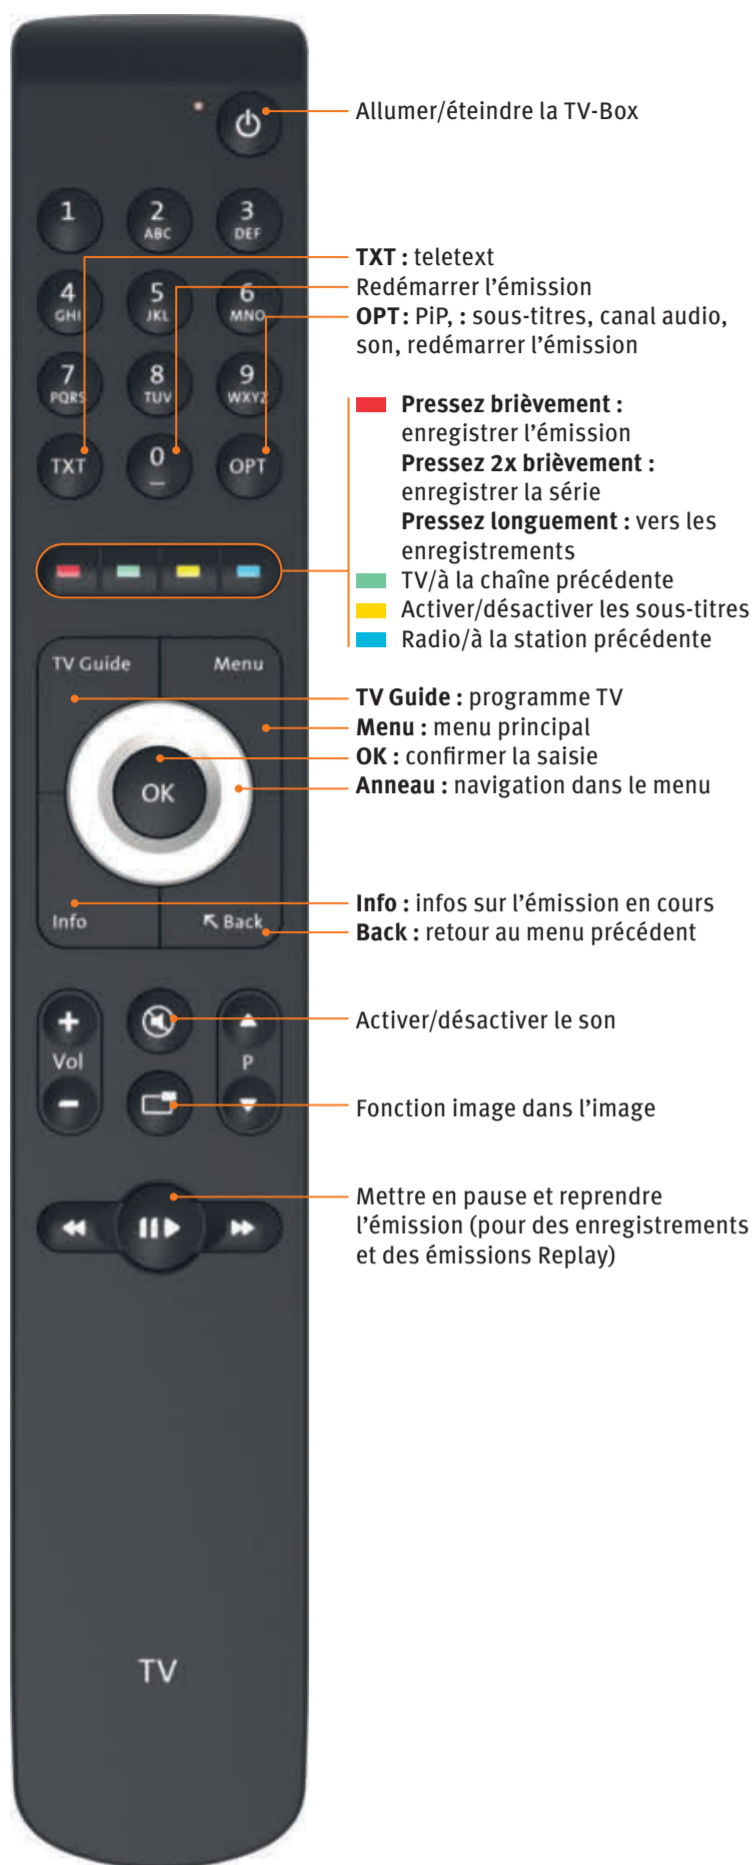 Allumer/éteindre la TV-Box
1
2
ABC
3
DEF
4
GHI
5
JKL
6
MNO
7
PQRS
8
TUV
9
WXYZ
TXT
0
OPT
TXT : teletext
Redémarrer l’émission
OPT : PiP, : sous-titres, canal audio,
son, redémarrer l’émission
Pressez brièvement :
enregistrer l’émission
Pressez 2x brièvement :
enregistrer la série
Pressez longuement : vers les
enregistrements
TV/à la chaîne précédente
Activer/désactiver les sous-titres
Radio/à la station précédente
TV Guide
Menu
OK
Info
Back
TV Guide : programme TV
Menu : menu principal
OK : confirmer la saisie
Anneau : navigation dans le menu
Info : infos sur l’émission en cours
Back : retour au menu précédent
Vol
P
Activer/désactiver le son
Fonction image dans l’image
Mettre en pause et reprendre
l’émission (pour des enregistrements
et des émissions Replay)
TV